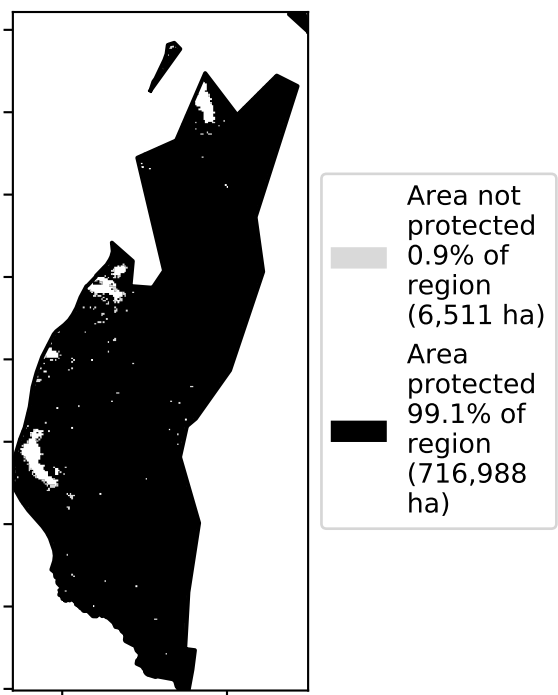 Area not
protected
0.9% of
region
(6,511 ha)
Area
protected
99.1% of
region
(716,988
ha)